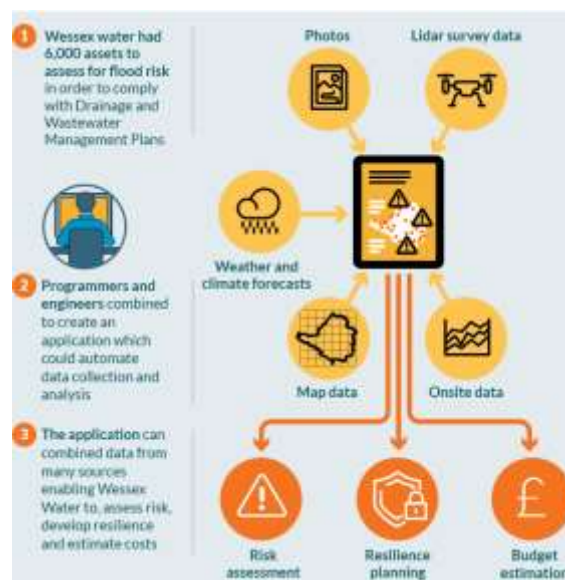 1
Wessex water had
6,000 assets to
assess for flood risk
in order to comply
with Drainage and
Wastewater
Management Plans
Photos
Lidar survey data
Weather and
climate forecasts
2
Programmers and
engineers combined
to create an
application which
could automate
data collection and
analysis
Map data
Onsite data
3
The application can
combined data from
many sources
enabling Wessex
Water to, assess risk,
develop resilience
and estimate costs
£
Risk
assessment
Resilience
planning
Budget
estimation